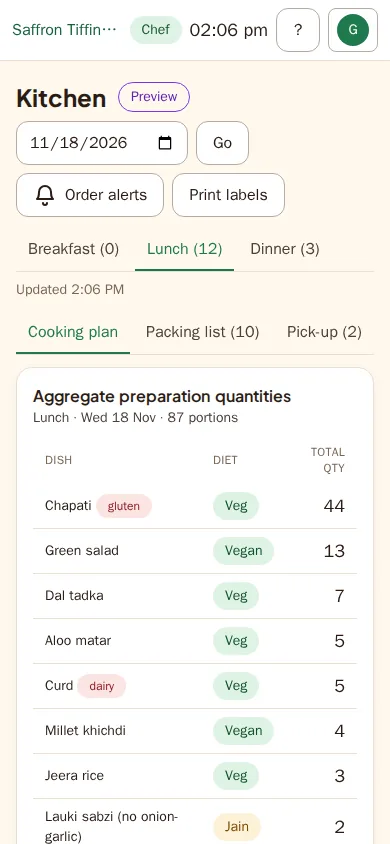 Saffron Tiffin··· Chef 02:06 pm ? G
Kitchen Preview
11/18/2026 Go
Order alerts Print labels
Breakfast (0) Lunch (12) Dinner (3)
Updated 2:06 PM
Cooking plan Packing list (10) Pick-up (2)
Aggregate preparation quantities
Lunch · Wed 18 Nov · 87 portions
DISH DIET TOTAL QTY
Chapati gluten Veg 44
Green salad Vegan 13
Dal tadka Veg 7
Aloo matar Veg 5
Curd dairy Veg 5
Millet khichdi Vegan 4
Jeera rice Veg 3
Lauki sabzi (no onion-
garlic) Jain 2